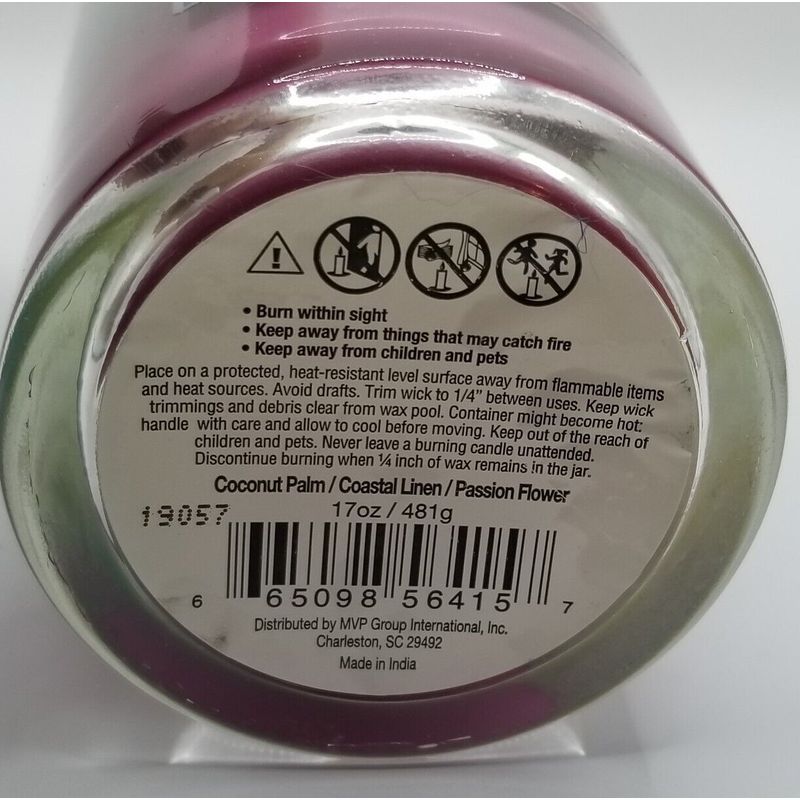 • Burn within sight
• Keep away from things that may catch fire
• Keep away from children and pets
Place on a protected, heat-resistant level surface away from flammable items
and heat sources. Avoid drafts. Trim wick to 1/4” between uses. Keep wick
trimmings and debris clear from wax pool. Container might become hot:
handle with care and allow to cool before moving. Keep out of the reach of
children and pets. Never leave a burning candle unattended.
Discontinue burning when ¼ inch of wax remains in the jar.
Coconut Palm / Coastal Linen / Passion Flower
19057 17oz / 481g
6 65098 56415 7
Distributed by MVP Group International, Inc.
Charleston, SC 29492
Made in India